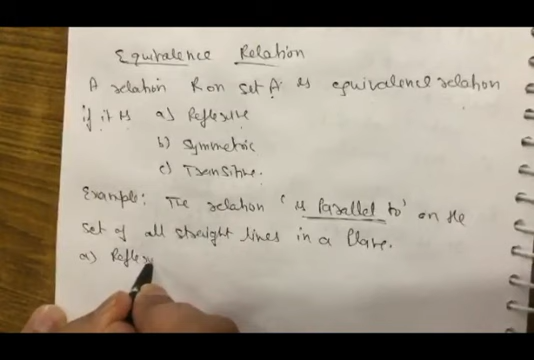 Equivalence Relation
A relation R on set A is equivalence relation
if it is a) Reflexive
b) Symmetric
c) Transitive.
Example: The relation 'is Parallel to' on the
set of all straight lines in a Plane.
a) Reflex